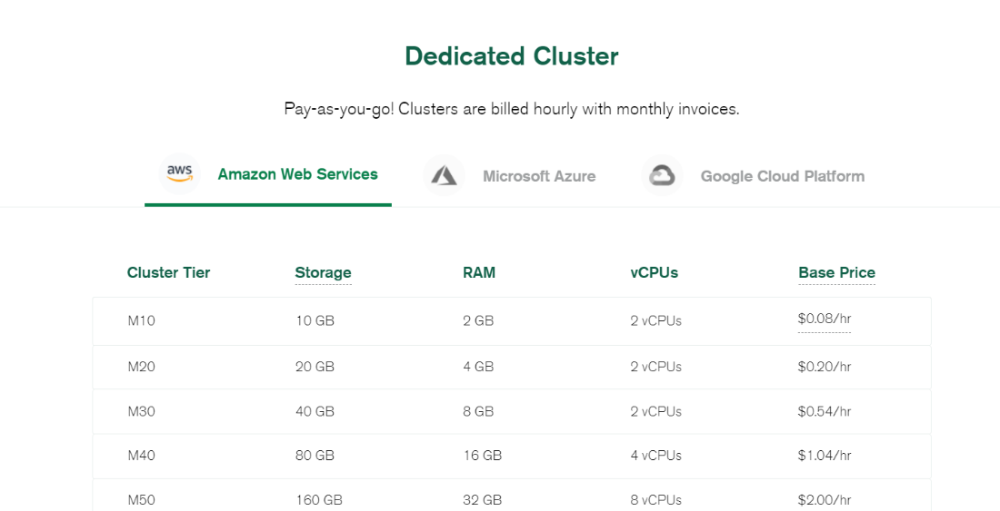 Dedicated Cluster
Pay-as-you-go! Clusters are billed hourly with monthly invoices.
aws Amazon Web Services Microsoft Azure Google Cloud Platform
Cluster Tier Storage RAM vCPUs Base Price
M10 10 GB 2 GB 2 vCPUs $0.08/hr
M20 20 GB 4 GB 2 vCPUs $0.20/hr
M30 40 GB 8 GB 2 vCPUs $0.54/hr
M40 80 GB 16 GB 4 vCPUs $1.04/hr
M50 160 GB 32 GB 8 vCPUs $2.00/hr